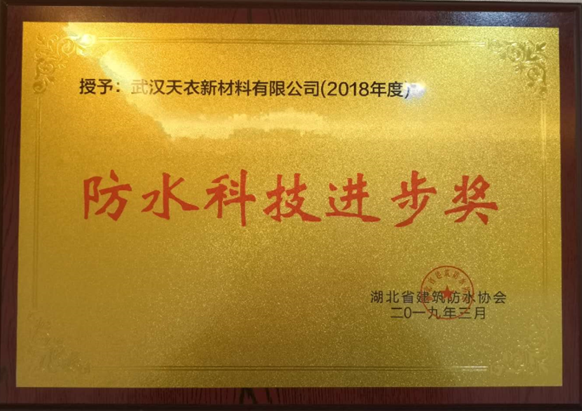 授予：武汉天衣新材料有限公司(2018年度)
防水科技进步奖
湖北省建筑防水协会
二0一九年三月